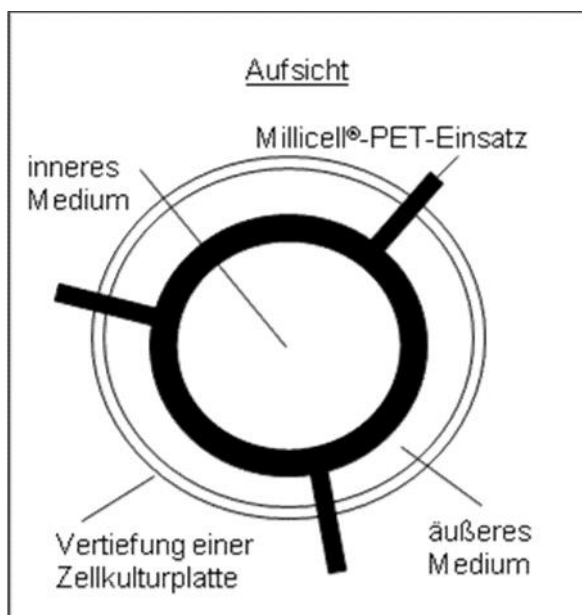 Aufsicht
Millicell®-PET-Einsatz
inneres
Medium
Vertiefung einer
Zellkulturplatte
äußeres
Medium